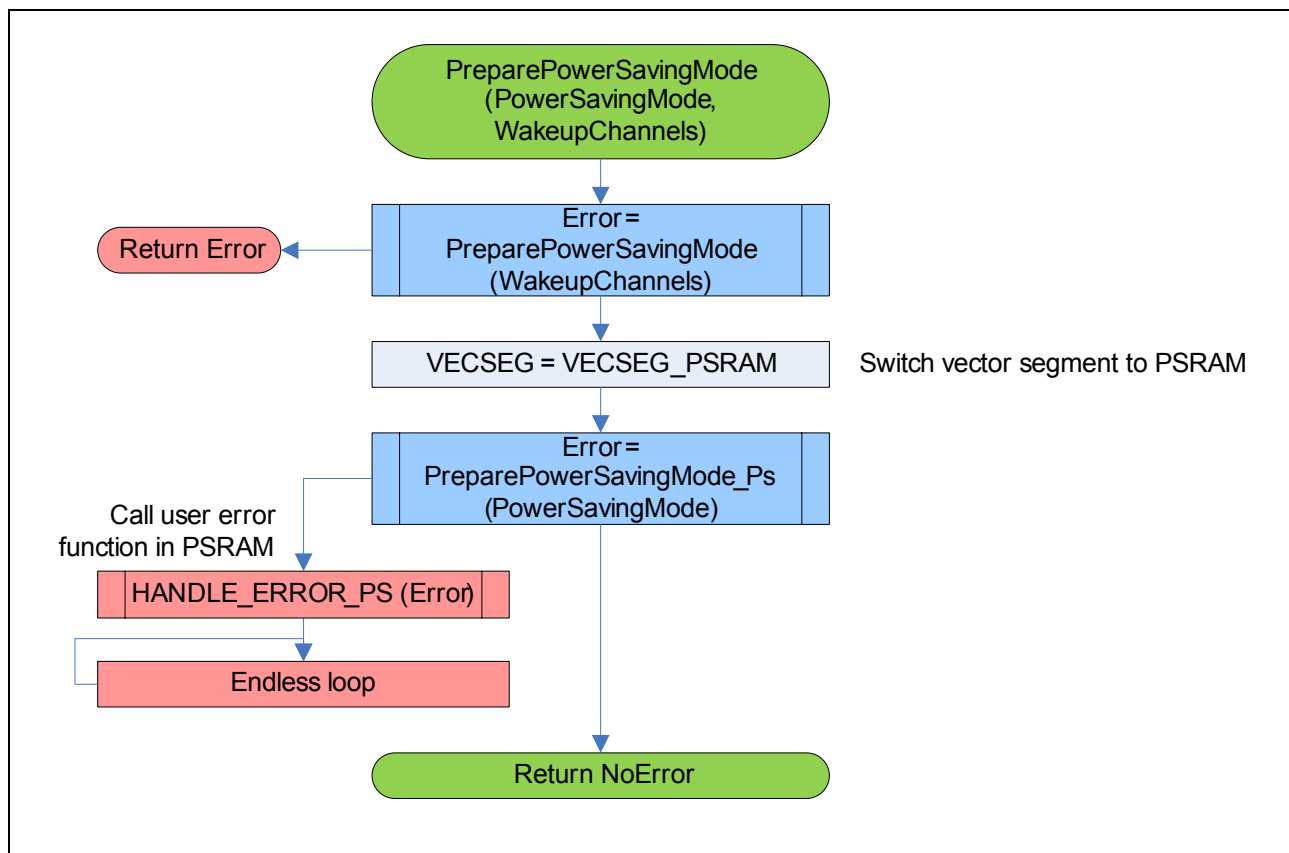 PreparePowerSavingMode
(PowerSavingMode,
WakeupChannels)
Error=
PreparePowerSavingMode
(WakeupChannels)
Return Error
VECSEG = VECSEG_PSRAM
Switch vector segment to PSRAM
Error=
PreparePowerSavingMode_Ps
(PowerSavingMode)
Call user error
function in PSRAM
HANDLE_ERROR_PS (Error)
Endless loop
Return NoError